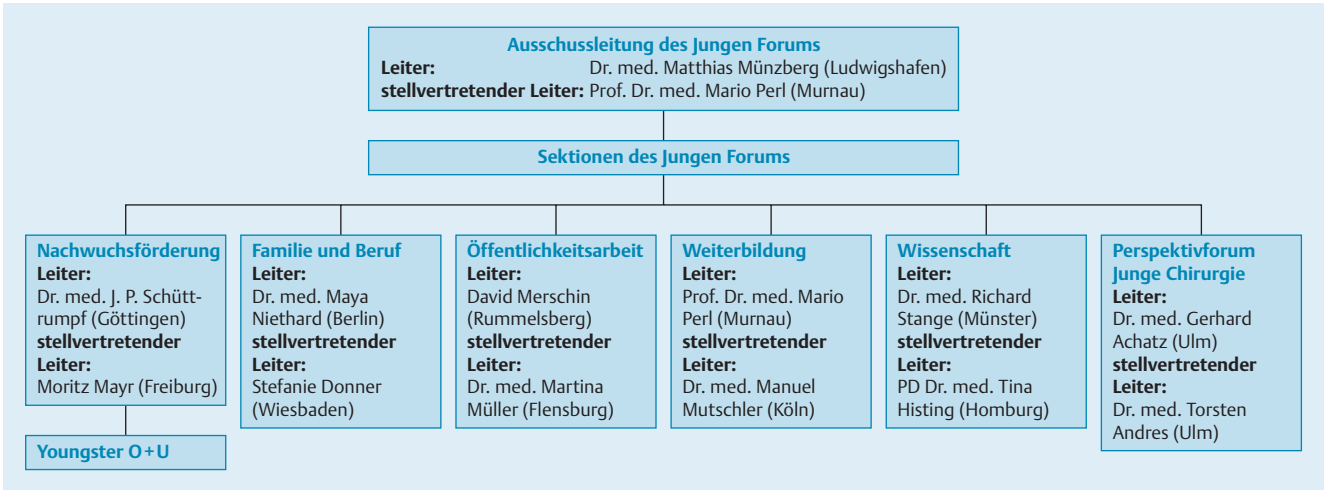 Ausschussleitung des Jungen Forums
Leiter: Dr. med. Matthias Münzberg (Ludwigshafen)
stellvertretender Leiter: Prof. Dr. med. Mario Perl (Murnau)
Sektionen des Jungen Forums
Nachwuchsförderung
Leiter:
Dr. med. J. P. Schütt-
rumpf (Göttingen)
stellvertretender
Leiter:
Moritz Mayr (Freiburg)
Youngster O+U
Familie und Beruf
Leiter:
Dr. med. Maya
Niethard (Berlin)
stellvertretender
Leiter:
Stefanie Donner
(Wiesbaden)
Öffentlichkeitsarbeit
Leiter:
David Merschin
(Rummelsberg)
stellvertretender
Leiter:
Dr. med. Martina
Müller (Flensburg)
Weiterbildung
Leiter:
Prof. Dr. med. Mario
Perl (Murnau)
stellvertretender
Leiter:
Dr. med. Manuel
Mutschler (Köln)
Wissenschaft
Leiter:
Dr. med. Richard
Stange (Münster)
stellvertretender
Leiter:
PD Dr. med. Tina
Histing (Homburg)
Perspektivforum
Junge Chirurgie
Leiter:
Dr. med. Gerhard
Achatz (Ulm)
stellvertretender
Leiter:
Dr. med. Torsten
Andres (Ulm)